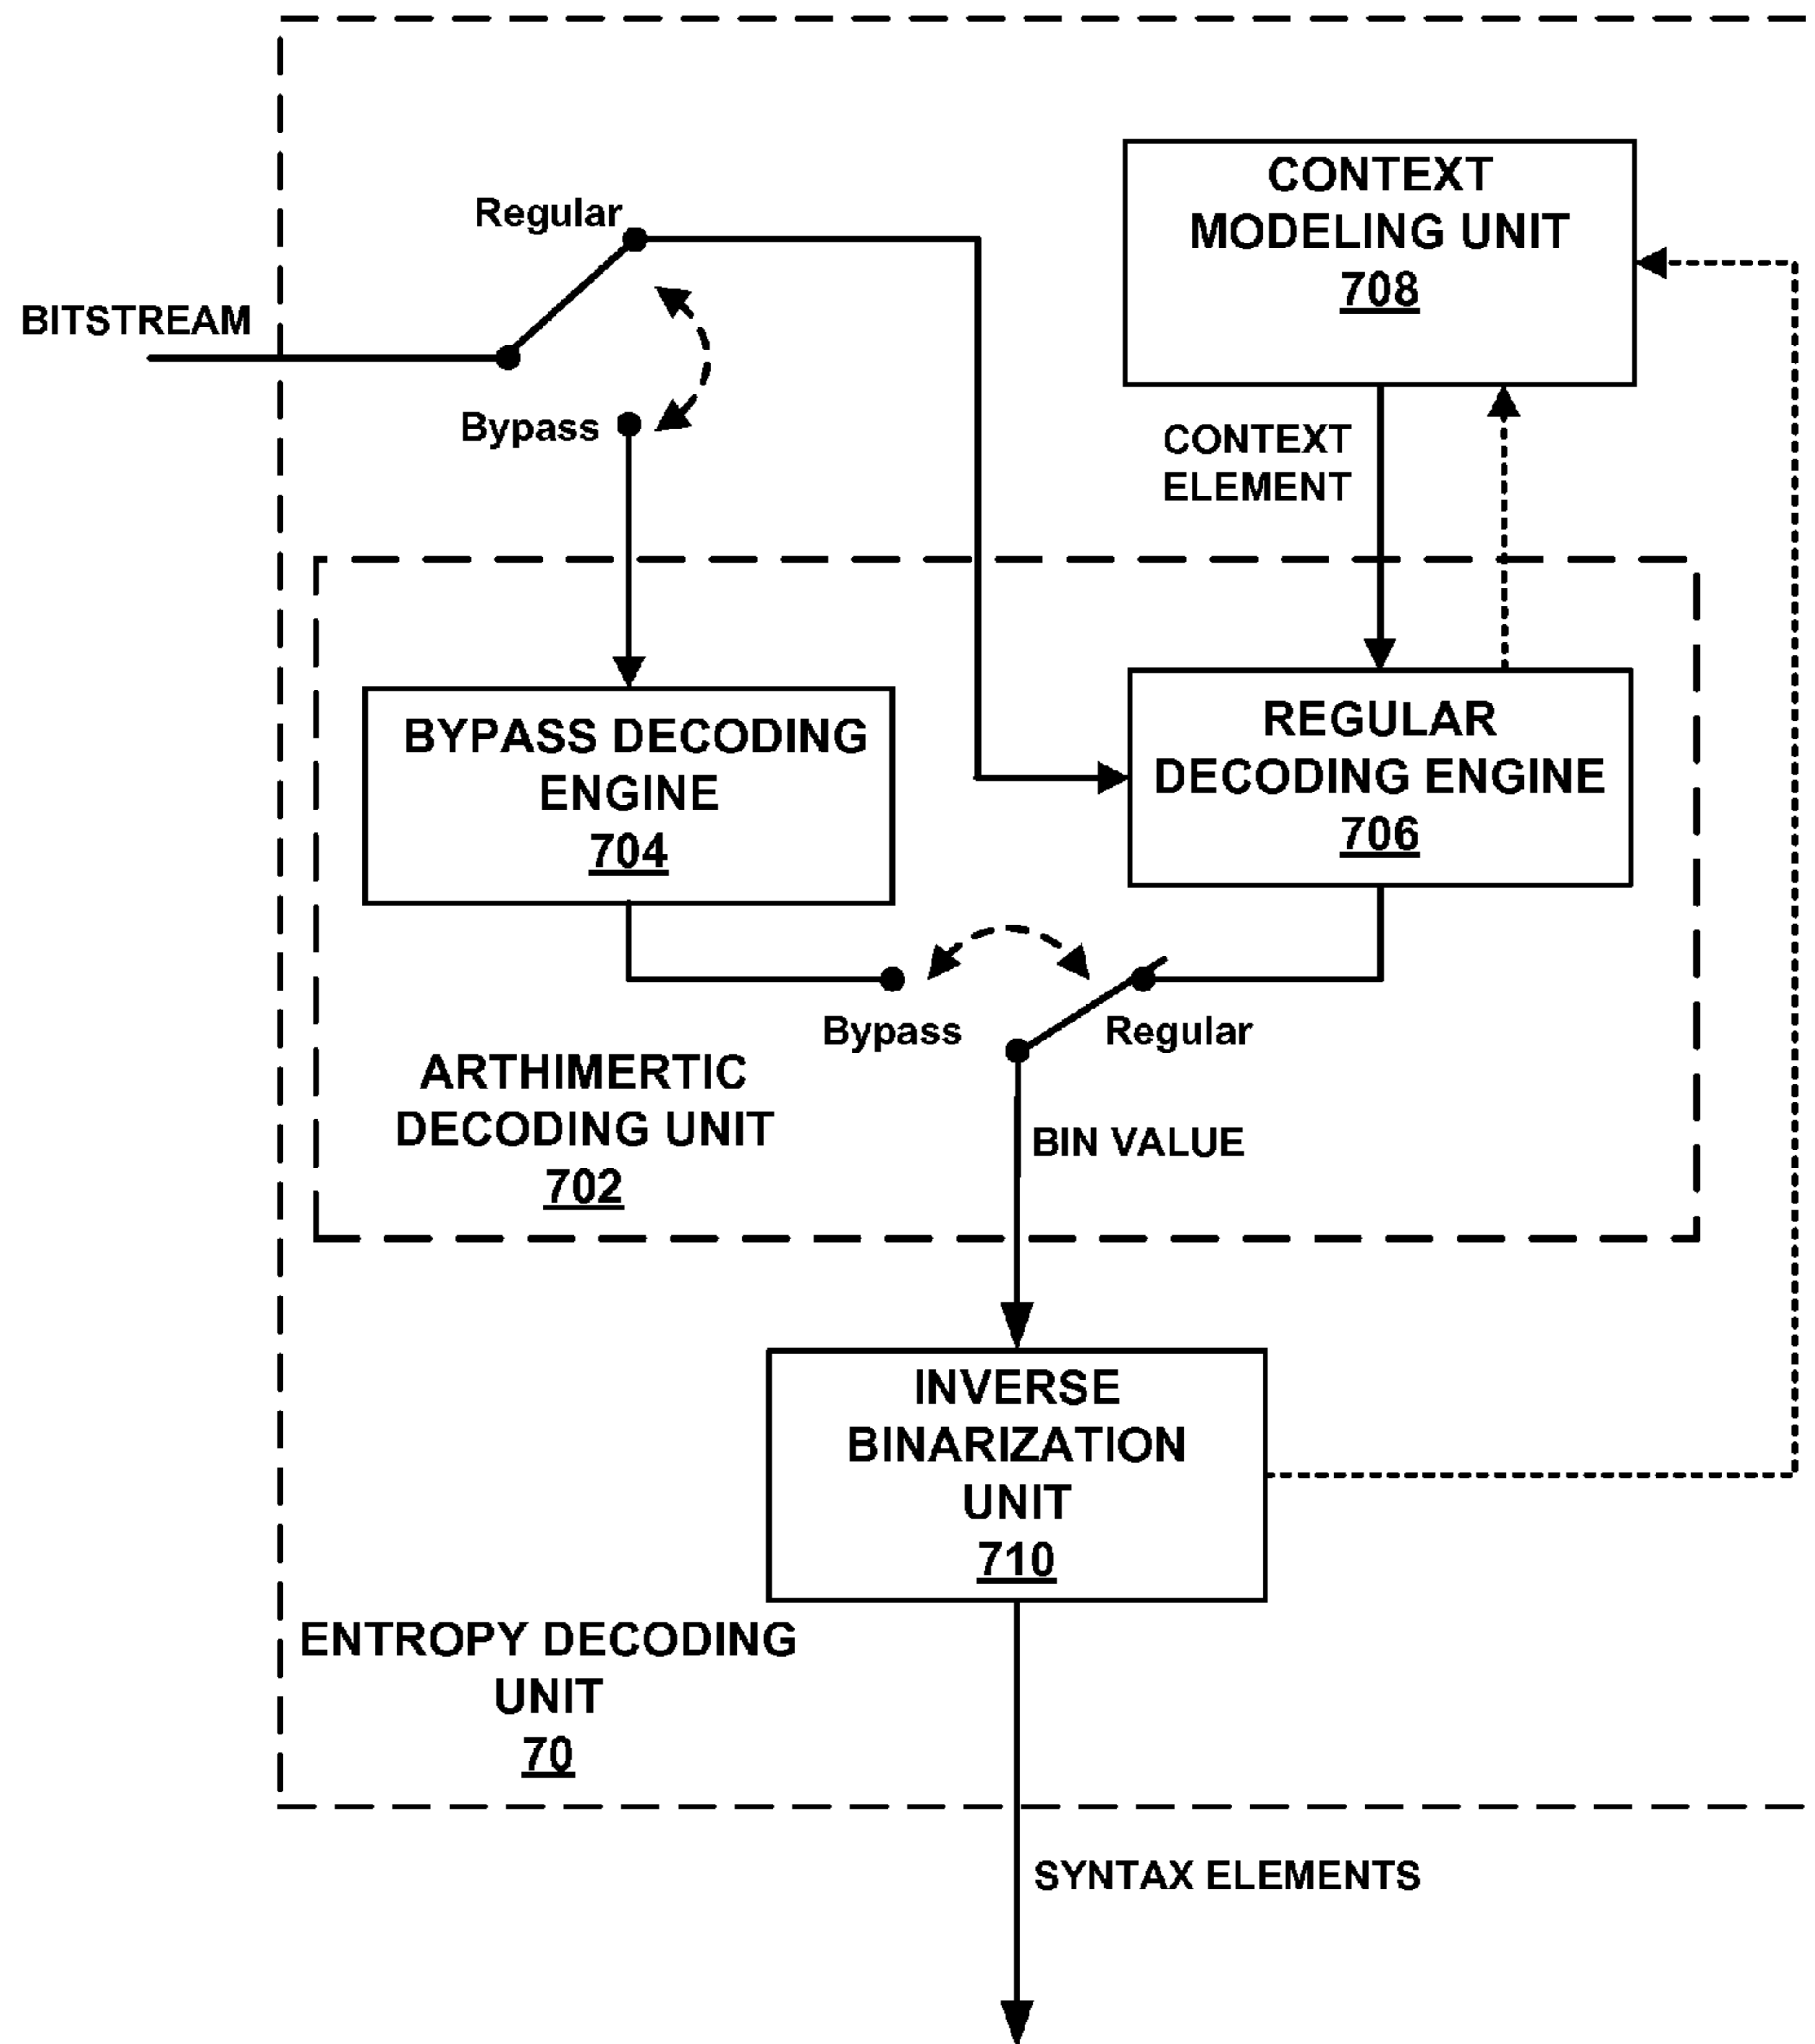 CONTEXT
MODELING UNIT
708
Regular
BITSTREAM
Bypass
CONTEXT
ELEMENT
BYPASS DECODING
ENGINE
704
REGULAR
DECODING ENGINE
706
Bypass
Regular
ARTHIMERTIC
DECODING UNIT
702
BIN VALUE
INVERSE
BINARIZATION
UNIT
710
ENTROPY DECODING
UNIT
70
SYNTAX ELEMENTS